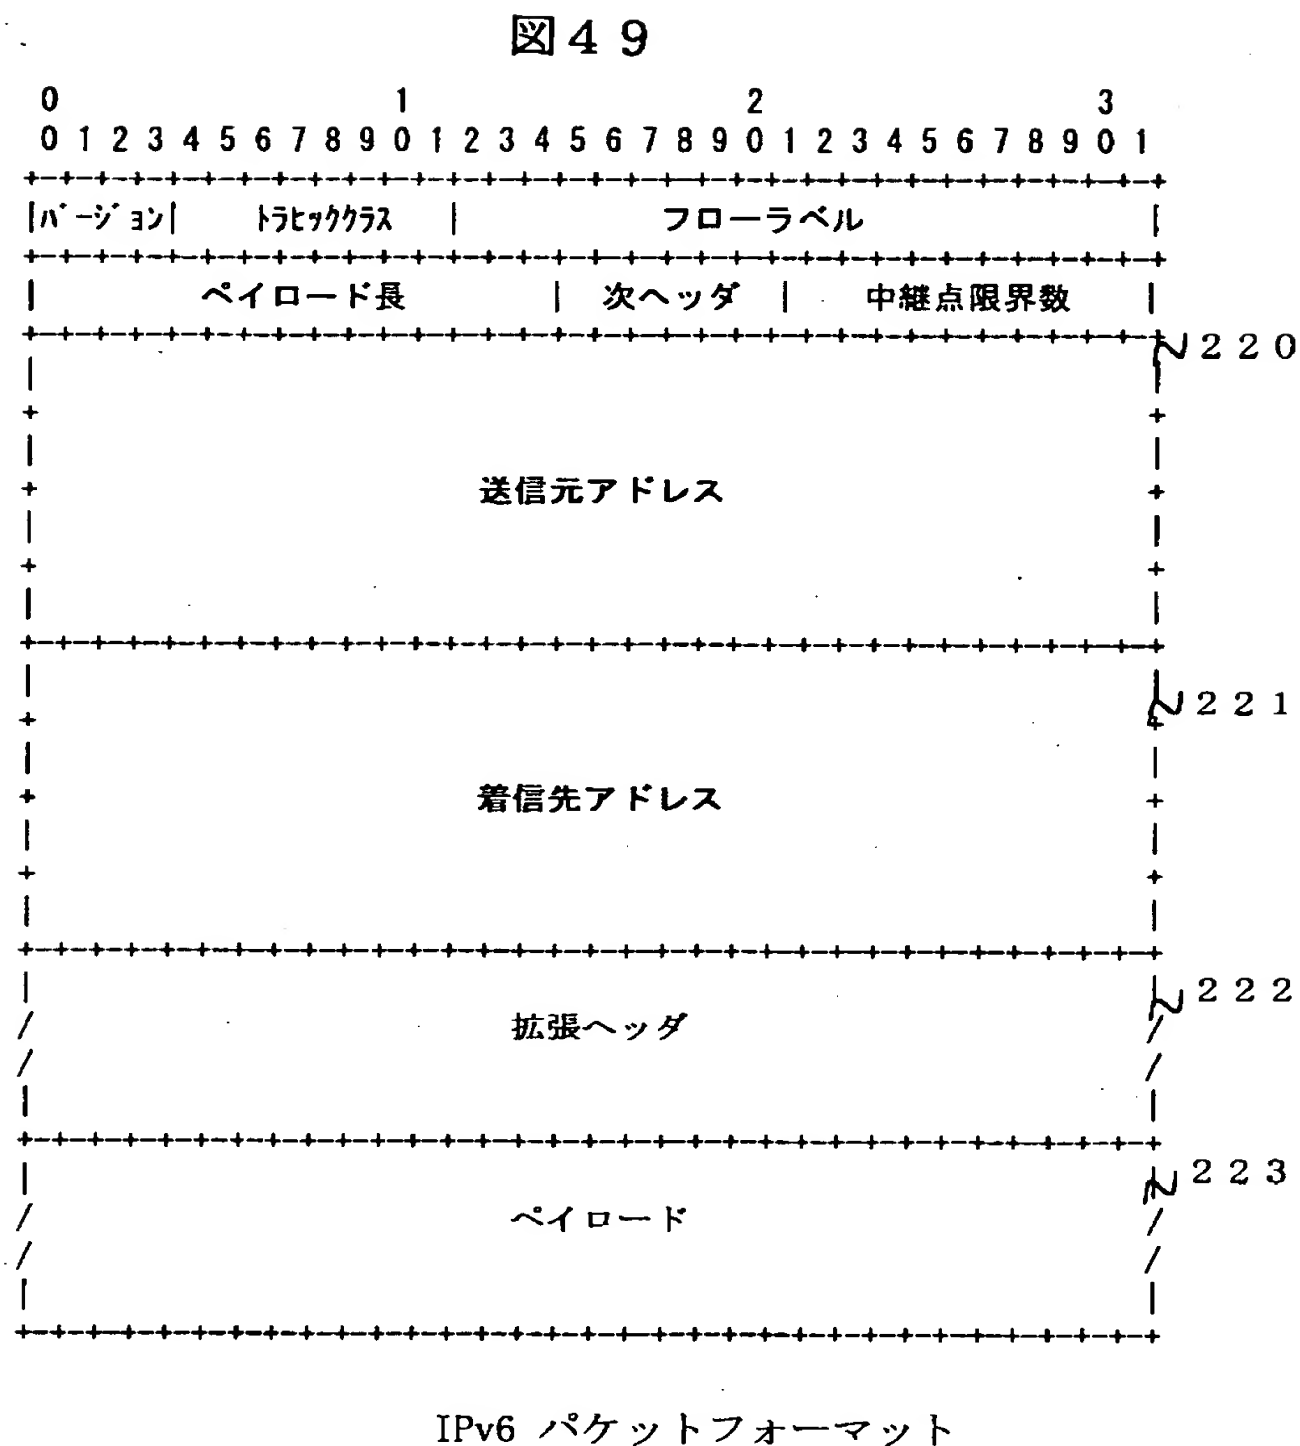 図49
0 1 2 3
0 1 2 3 4 5 6 7 8 9 0 1 2 3 4 5 6 7 8 9 0 1 2 3 4 5 6 7 8 9 0 1
バージョン トラヒッククラス フローラベル
ペイロード長 次ヘッダ 中継点限界数
220
送信元アドレス
221
着信先アドレス
222
拡張ヘッダ
223
ペイロード
IPv6 パケットフォーマット